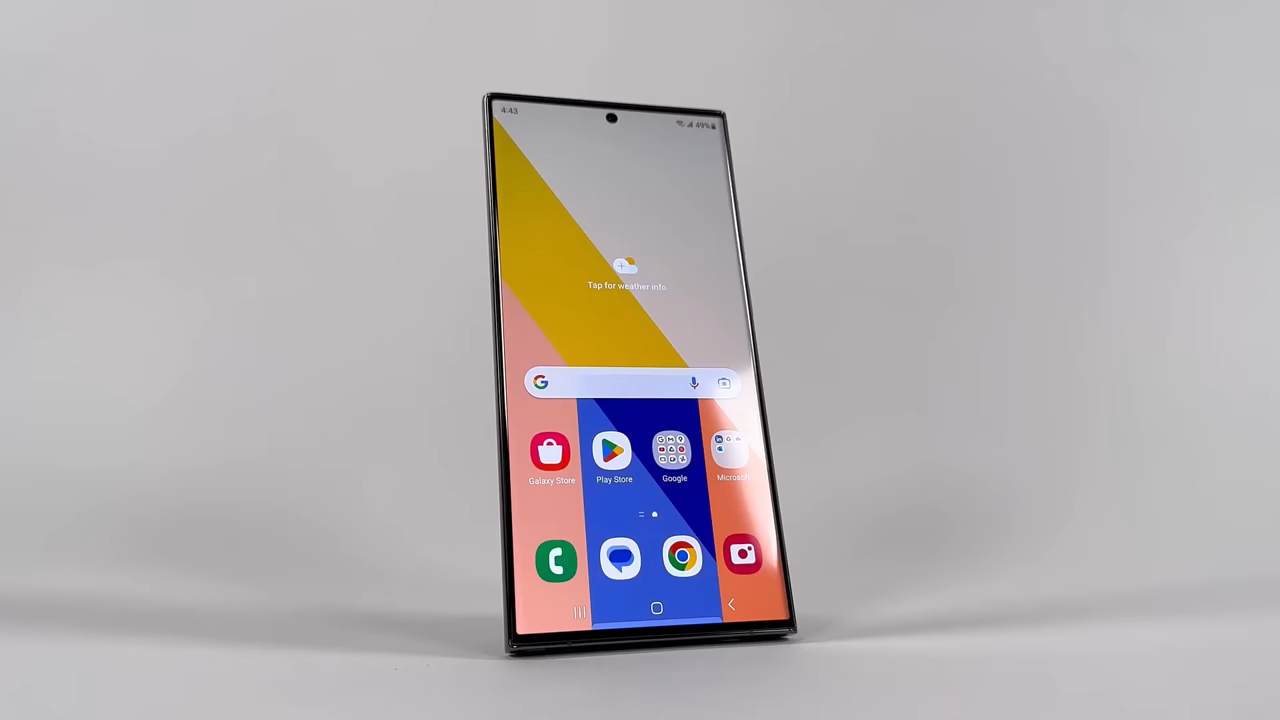 4:43
49%
Tap for weather info
Galaxy Store
Play Store
Google
Microsoft